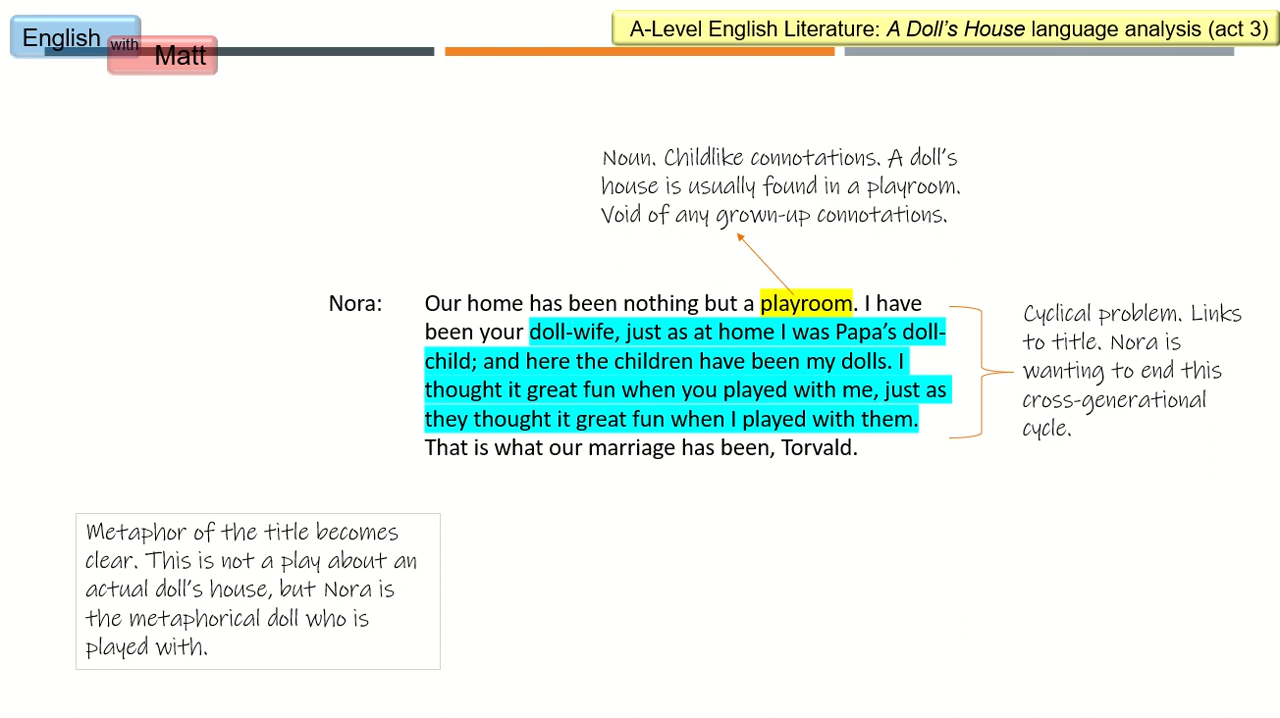 English with Matt
A-Level English Literature: A Doll's House language analysis (act 3)
Noun. Childlike connotations. A doll's
house is usually found in a playroom.
Void of any grown-up connotations.
Nora: Our home has been nothing but a playroom. I have
been your doll-wife, just as at home I was Papa's doll-
child; and here the children have been my dolls. I
thought it great fun when you played with me, just as
they thought it great fun when I played with them.
That is what our marriage has been, Torvald.
Cyclical problem. Links
to title. Nora is
wanting to end this
cross-generational
cycle.
Metaphor of the title becomes
clear. This is not a play about an
actual doll's house, but Nora is
the metaphorical doll who is
played with.